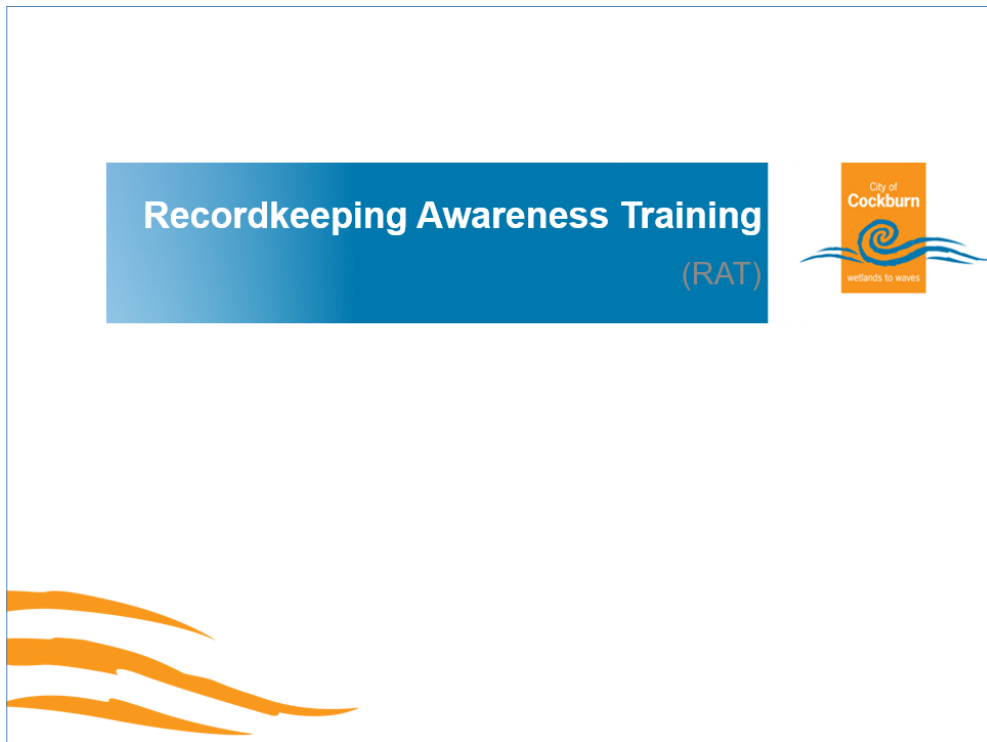 Recordkeeping Awareness Training
(RAT)
City of
Cockburn
wetlands to waves